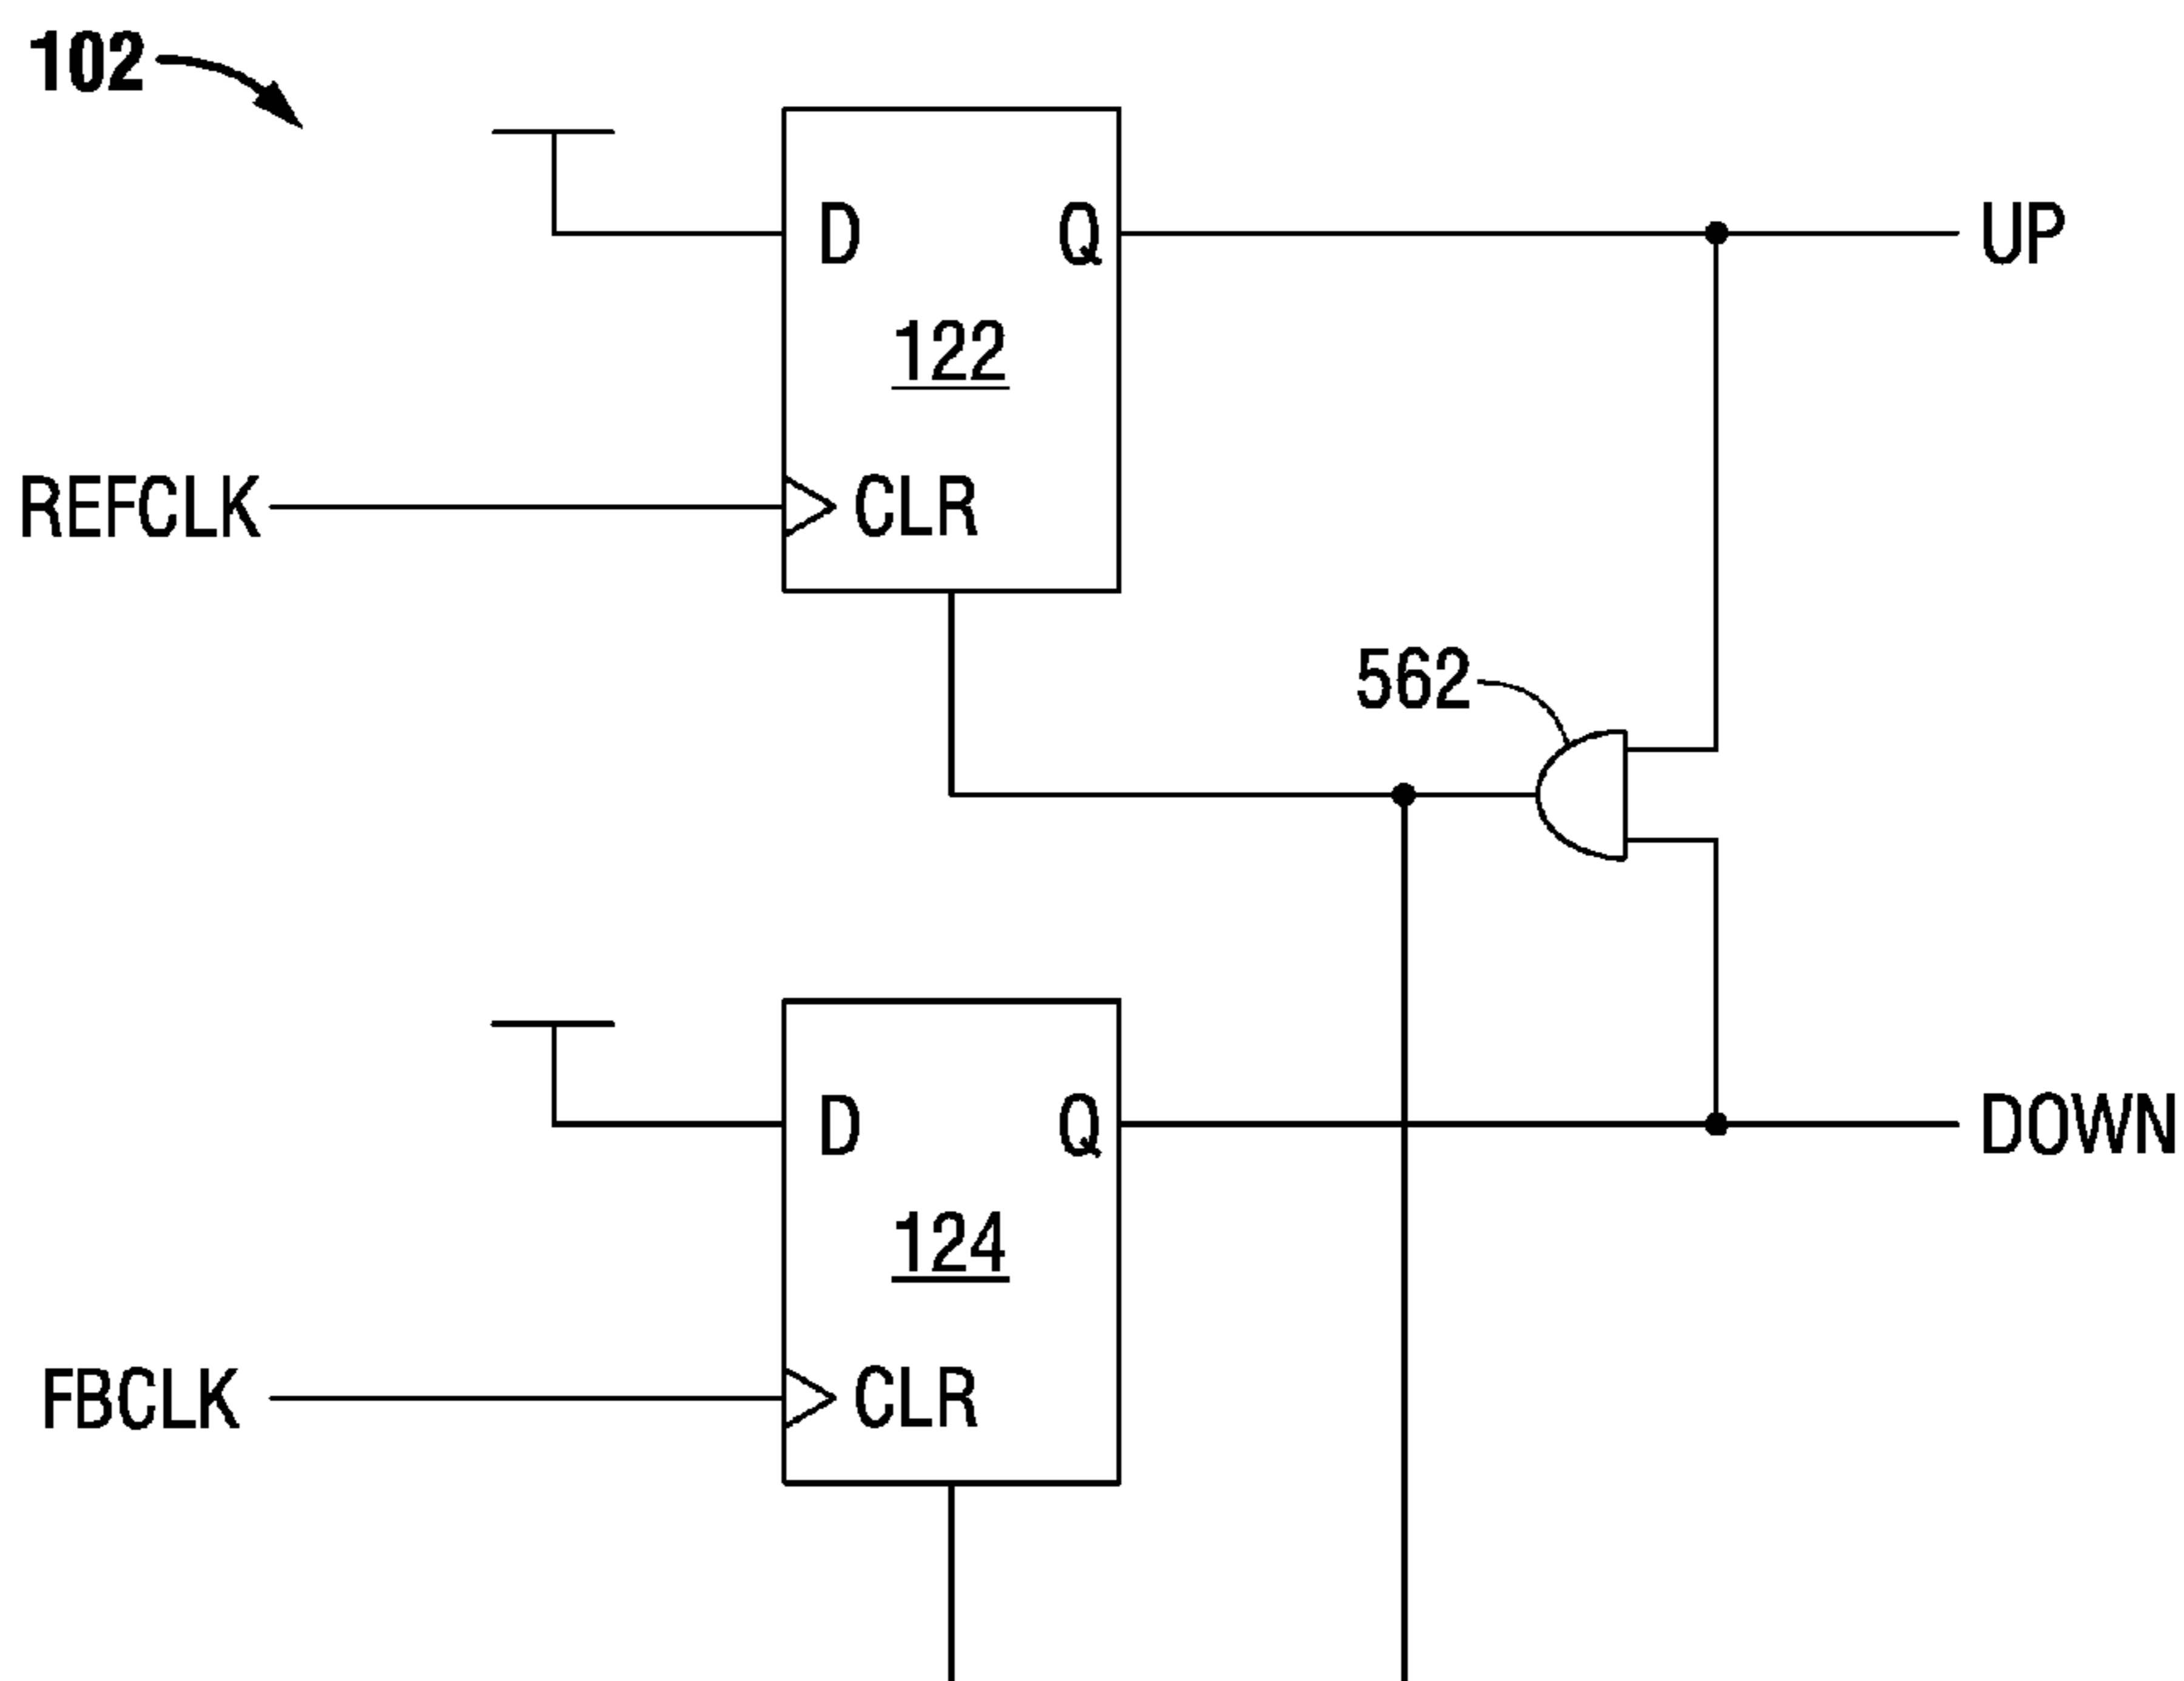 102
D Q UP
122
REFCLK CLR
562
D Q DOWN
124
FBCLK CLR